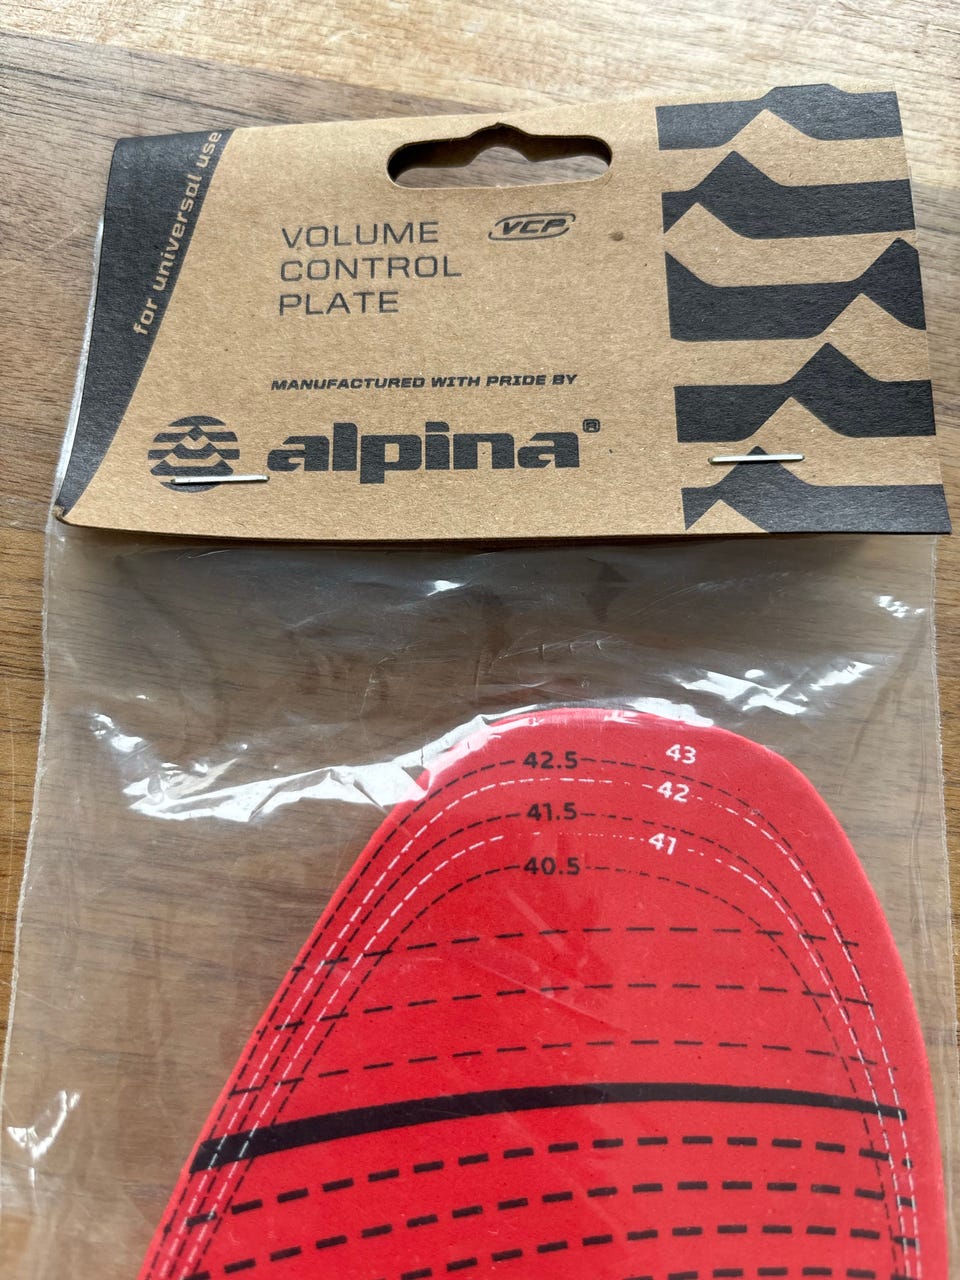 for universal use
VOLUME
CONTROL
PLATE
VCP
MANUFACTURED WITH PRIDE BY
alpina®
43
42.5
42
41.5
41
40.5